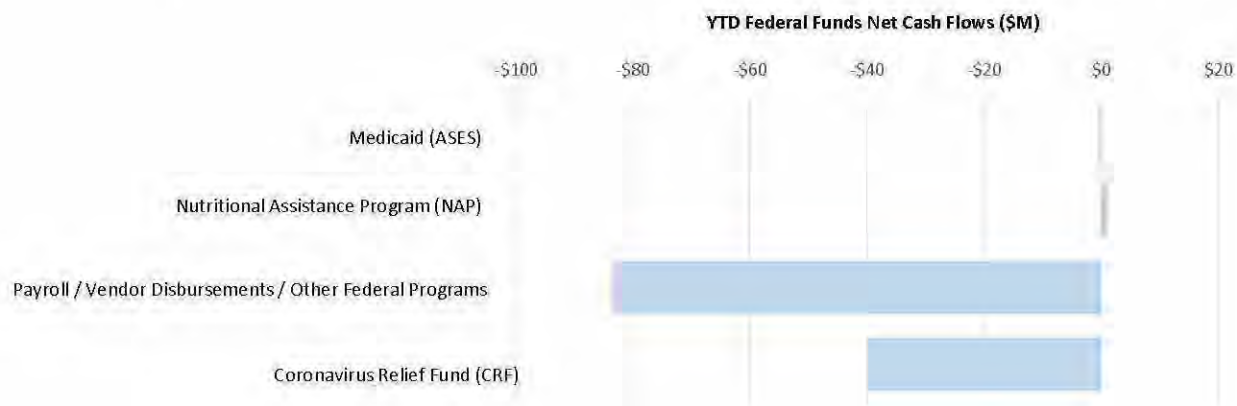 YTD Federal Funds Net Cash Flows ($M)
-$100 -$80 -$60 -$40 -$20 $0 $20
Medicaid (ASES)
Nutritional Assistance Program (NAP)
Payroll / Vendor Disbursements / Other Federal Programs
Coronavirus Relief Fund (CRF)